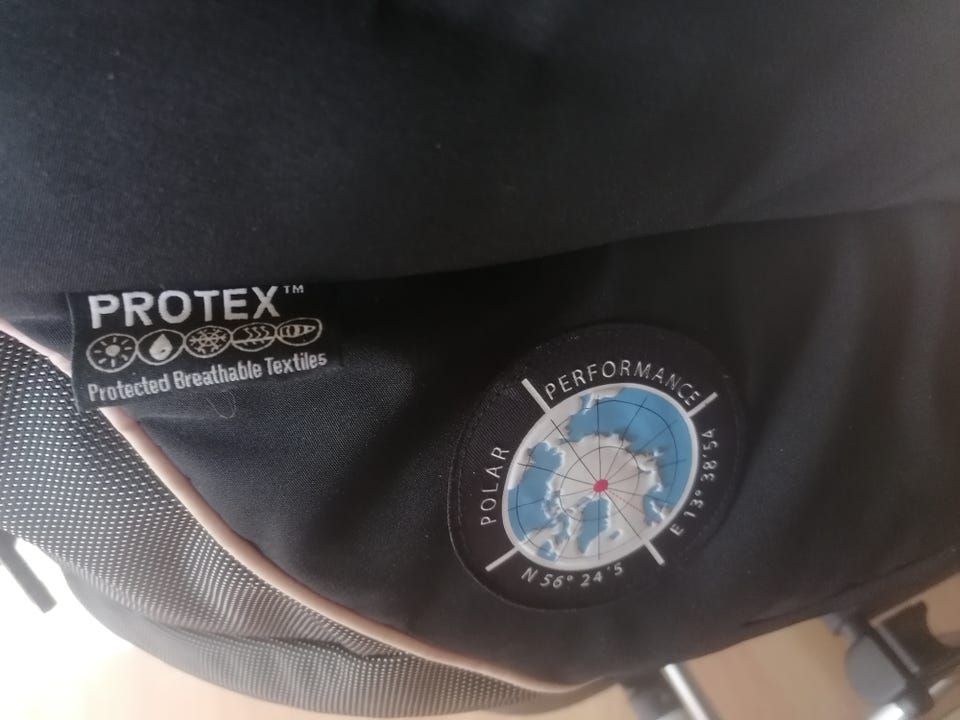 PROTEX™
Protected Breathable Textiles
POLAR
PERFORMANCE
N 56° 24'5
E 13° 38'54